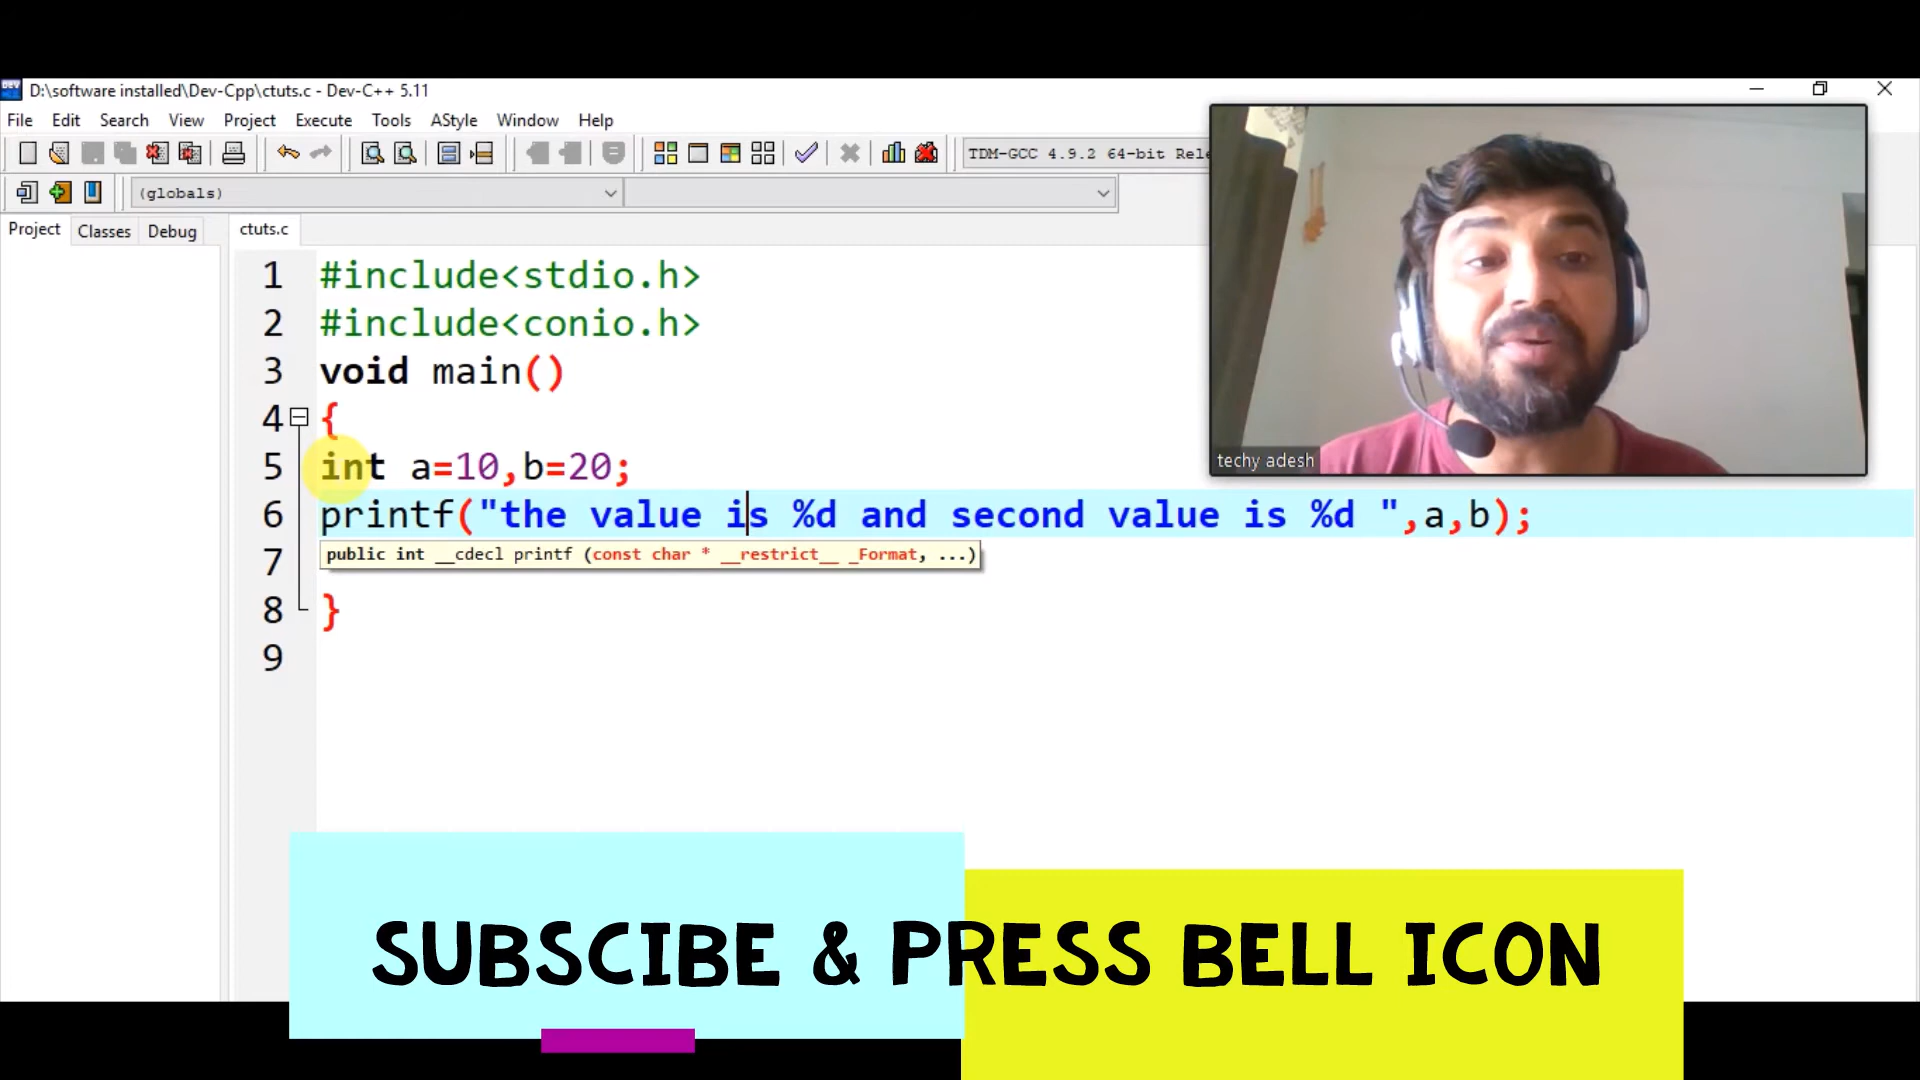 D:\software installed\Dev-Cpp\ctuts.c - Dev-C++ 5.11
File Edit Search View Project Execute Tools AStyle Window Help
TDM-GCC 4.9.2 64-bit Rele
(globals)
Project Classes Debug ctuts.c
1 #include<stdio.h>
2 #include<conio.h>
3 void main()
4 {
5 int a=10,b=20;
6 printf("the value is %d and second value is %d ",a,b);
7 public int __cdecl printf (const char * __restrict__ _Format, ...)
8 }
9
techy adesh
SUBSCIBE & PRESS BELL ICON